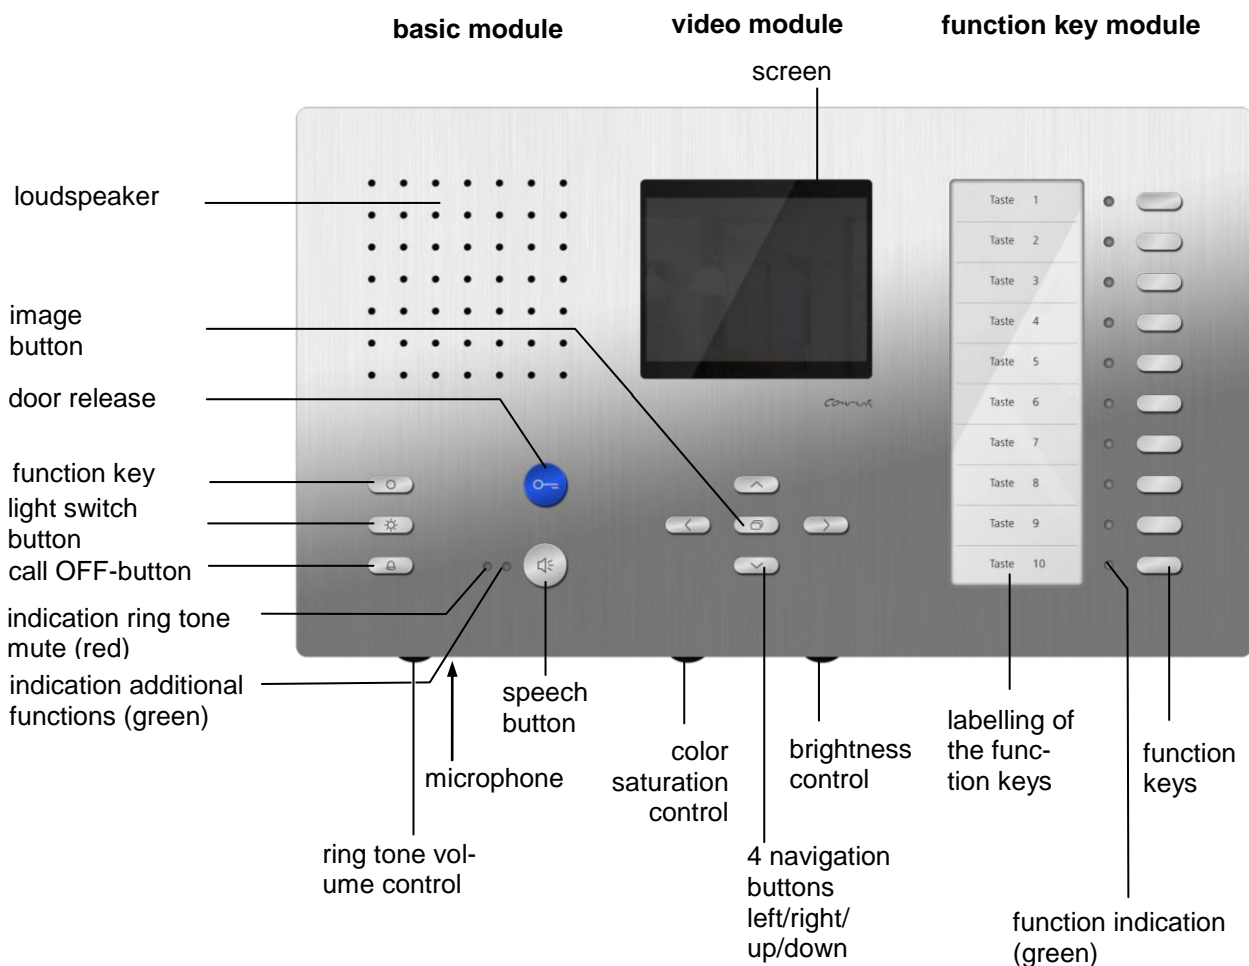 basic module
video module
function key module
screen
loudspeaker
image
button
door release
function key
light switch
button
call OFF-button
indication ring tone
mute (red)
indication additional
functions (green)
Taste 1
Taste 2
Taste 3
Taste 4
Taste 5
Taste 6
Taste 7
Taste 8
Taste 9
Taste 10
speech
button
microphone
ring tone vol-
ume control
color
saturation
control
brightness
control
4 navigation
buttons
left/right/
up/down
labelling of
the func-
tion keys
function
keys
function indication
(green)